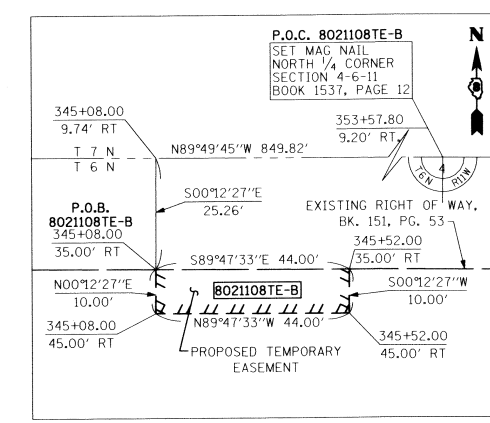 P.O.C. 8021108TE-B
SET MAG NAIL
NORTH 1/4 CORNER
SECTION 4-6-11
BOOK 1537, PAGE 12
N
345+08.00
9.74' RT
353+57.80
9.20' RT
T 7 N
T 6 N
N89°49'45"W 849.82'
4
T6N
R11W
S00°12'27"E
25.26'
EXISTING RIGHT OF WAY,
BK. 151, PG. 53
P.O.B.
8021108TE-B
345+08.00
35.00' RT
345+52.00
35.00' RT
S89°47'33"E 44.00'
N00°12'27"E
10.00'
8021108TE-B
S00°12'27"W
10.00'
345+08.00
45.00' RT
N89°47'33"W 44.00'
345+52.00
45.00' RT
PROPOSED TEMPORARY
EASEMENT